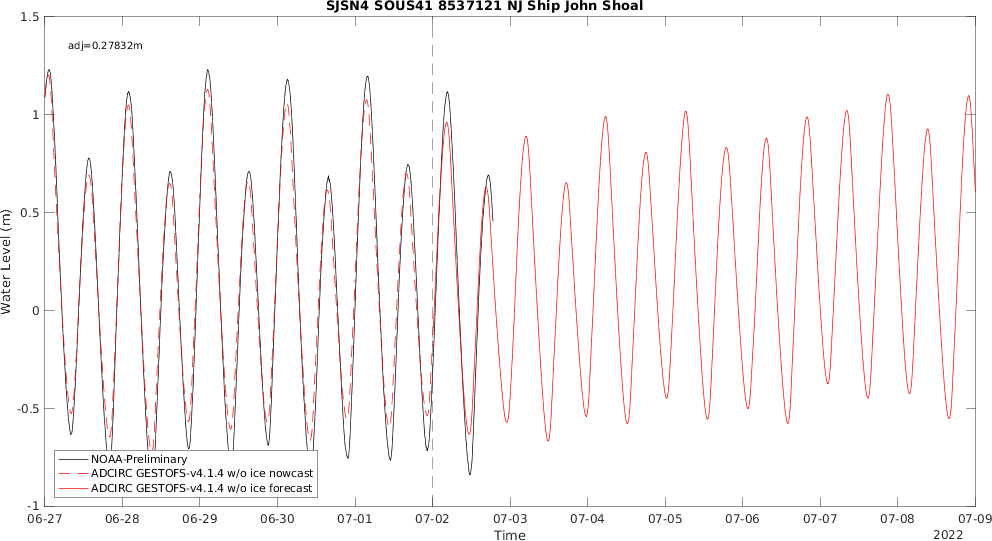 SJSN4 SOUS41 8537121 NJ Ship John Shoal
adj=0.27832m
Water Level (m)
1.5
1
0.5
0
-0.5
-1
NOAA-Preliminary
ADCIRC GESTOFS-v4.1.4 w/o ice nowcast
ADCIRC GESTOFS-v4.1.4 w/o ice forecast
06-27 06-28 06-29 06-30 07-01 07-02 07-03 07-04 07-05 07-06 07-07 07-08 07-09
Time
2022